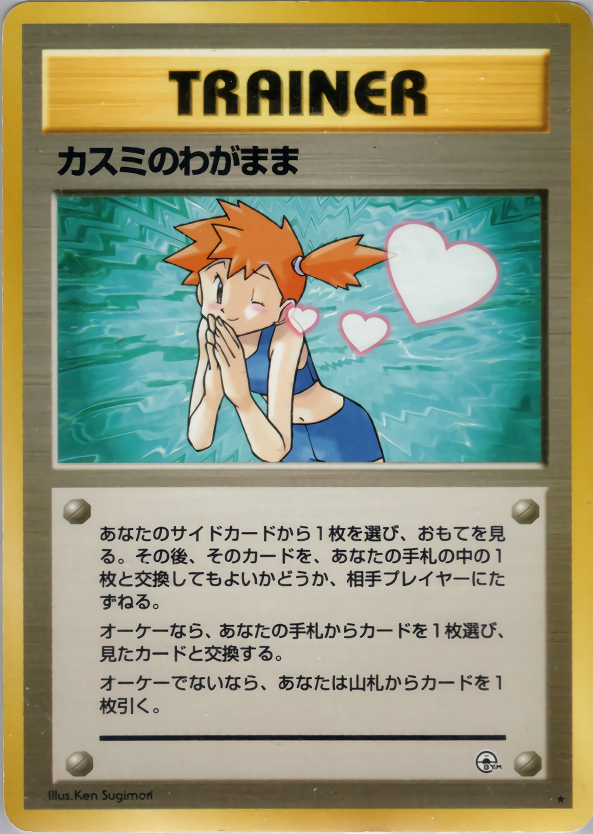 TRAINER
カスミのわがまま
あなたのサイドカードから1枚を選び、おもてを見
る。その後、そのカードを、あなたの手札の中の1
枚と交換してもよいかどうか、相手プレイヤーにた
ずねる。
オーケーなら、あなたの手札からカードを1枚選び、
見たカードと交換する。
オーケーでないなら、あなたは山札からカードを1
枚引く。
GYM
Illus. Ken Sugimori